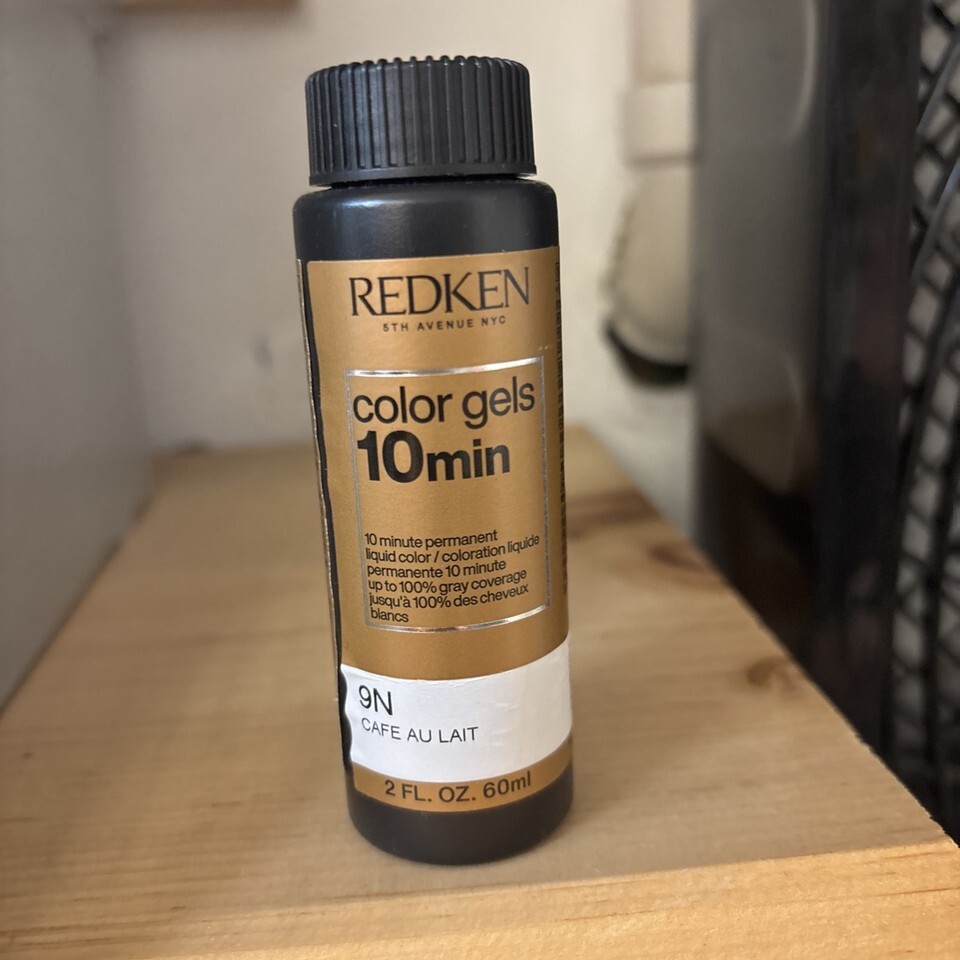 REDKEN
5TH AVENUE NYC
color gels
10min
10 minute permanent
liquid color / coloration liquide
permanente 10 minute
up to 100% gray coverage
jusqu'à 100% des cheveux
blancs
9N
CAFE AU LAIT
2 FL. OZ. 60ml